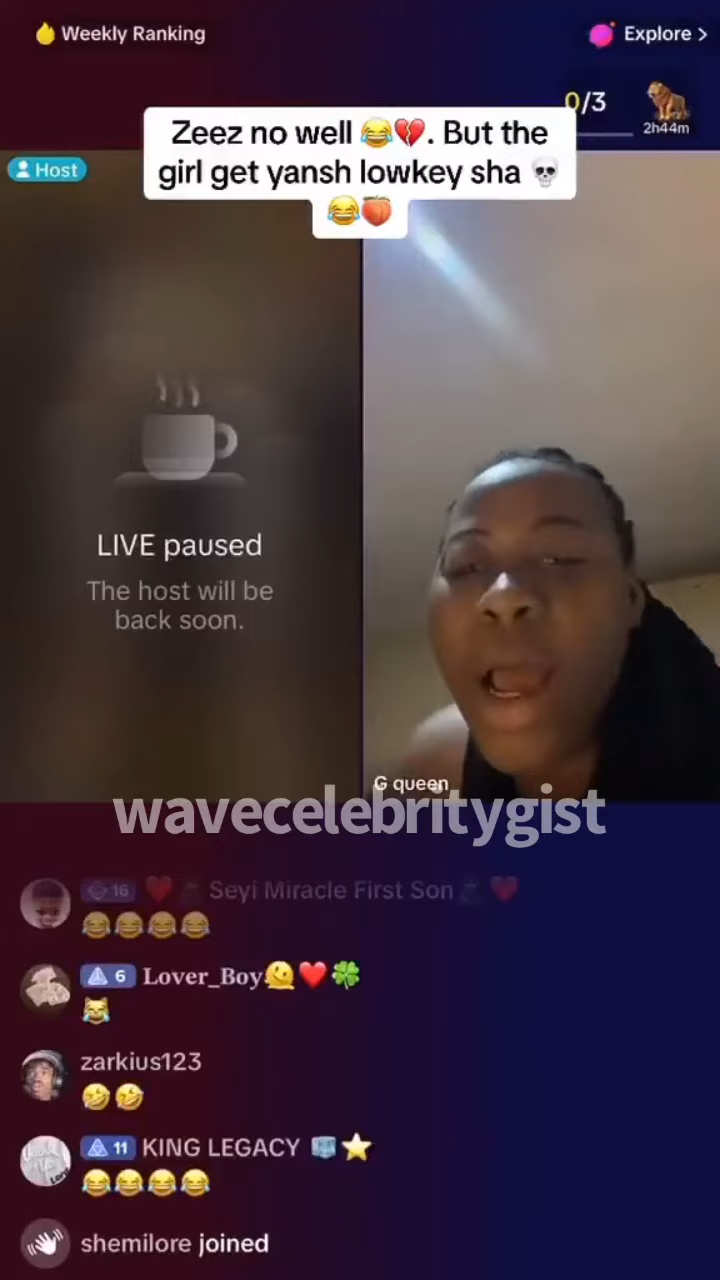 Weekly Ranking
Explore >
0/3
2h44m
Host
Zeez no well 😂💔. But the
girl get yansh lowkey sha 💀
😂🍑
LIVE paused
The host will be
back soon.
G queen
wavecelebritygist
16 ❤️ Seyi Miracle First Son ❤️
😂😂😂😂
6 Lover_Boy🫠❤️🍀
😹
zarkius123
🤣🤣
11 KING LEGACY ⭐
😂😂😂😂
shemilore joined